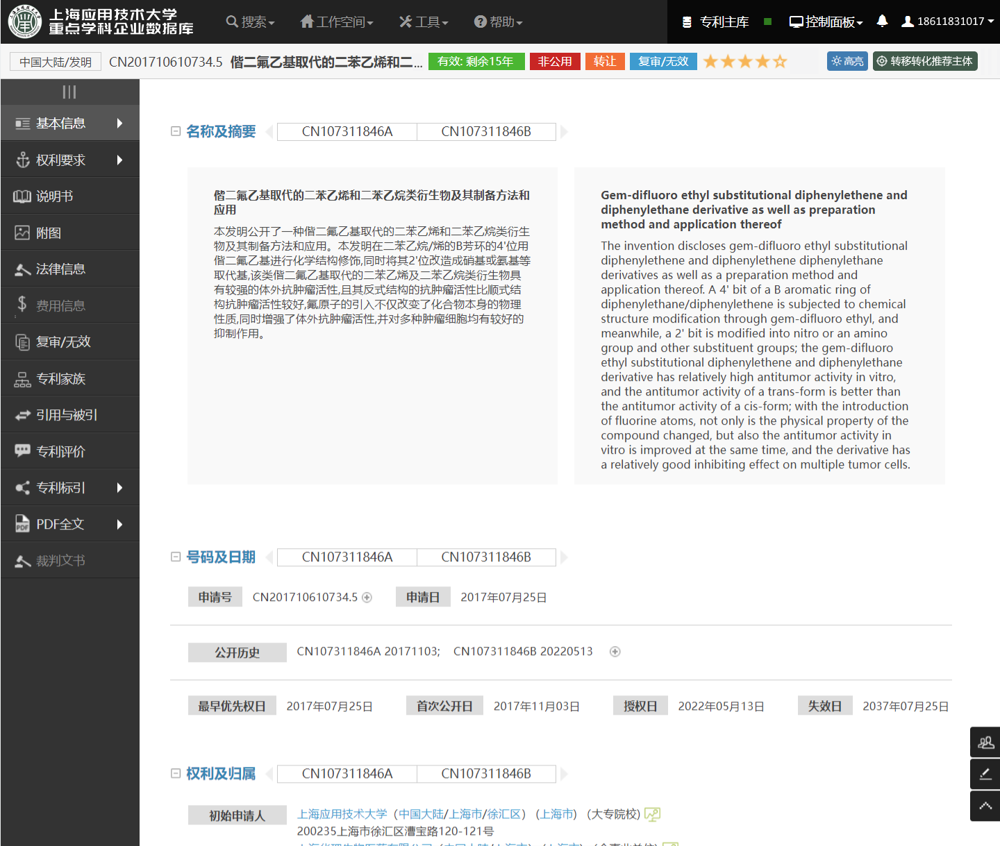 上海应用技术大学
重点学科企业数据库
搜索 工作空间 工具 帮助 专利主库 控制面板 18611831017
中国大陆/发明 CN201710610734.5 偕二氟乙基取代的二苯乙烯和二... 有效: 剩余15年 非公用 转让 复审/无效 高亮 转移转化推荐主体
基本信息
权利要求
说明书
附图
法律信息
费用信息
复审/无效
专利家族
引用与被引
专利评价
专利标引
PDF全文
裁判文书
名称及摘要 CN107311846A CN107311846B
偕二氟乙基取代的二苯乙烯和二苯乙烷类衍生物及其制备方法和
应用
本发明公开了一种偕二氟乙基取代的二苯乙烯和二苯乙烷类衍生
物及其制备方法和应用。本发明在二苯乙烷/烯的B芳环的4'位用
偕二氟乙基进行化学结构修饰,同时将其2'位改造成硝基或氨基等
取代基,该类偕二氟乙基取代的二苯乙烯及二苯乙烷类衍生物具
有较强的体外抗肿瘤活性,且其反式结构的抗肿瘤活性比顺式结
构抗肿瘤活性较好,氟原子的引入不仅改变了化合物本身的物理
性质,同时增强了体外抗肿瘤活性,并对多种肿瘤细胞均有较好的
抑制作用。
Gem-difluoro ethyl substitutional diphenylethene and
diphenylethane derivative as well as preparation
method and application thereof
The invention discloses gem-difluoro ethyl substitutional
diphenylethene and diphenylethene diphenylethane
derivatives as well as a preparation method and
application thereof. A 4' bit of a B aromatic ring of
diphenylethane/diphenylethene is subjected to chemical
structure modification through gem-difluoro ethyl, and
meanwhile, a 2' bit is modified into nitro or an amino
group and other substituent groups; the gem-difluoro
ethyl substitutional diphenylethene and diphenylethane
derivative has relatively high antitumor activity in vitro,
and the antitumor activity of a trans-form is better than
the antitumor activity of a cis-form; with the introduction
of fluorine atoms, not only is the physical property of the
compound changed, but also the antitumor activity in
vitro is improved at the same time, and the derivative has
a relatively good inhibiting effect on multiple tumor cells.
号码及日期 CN107311846A CN107311846B
申请号 CN201710610734.5 申请日 2017年07月25日
公开历史 CN107311846A 20171103; CN107311846B 20220513
最早优先权日 2017年07月25日 首次公开日 2017年11月03日 授权日 2022年05月13日 失效日 2037年07月25日
权利及归属 CN107311846A CN107311846B
初始申请人 上海应用技术大学（中国大陆/上海市/徐汇区） (上海市) （大专院校)
200235上海市徐汇区漕宝路120-121号